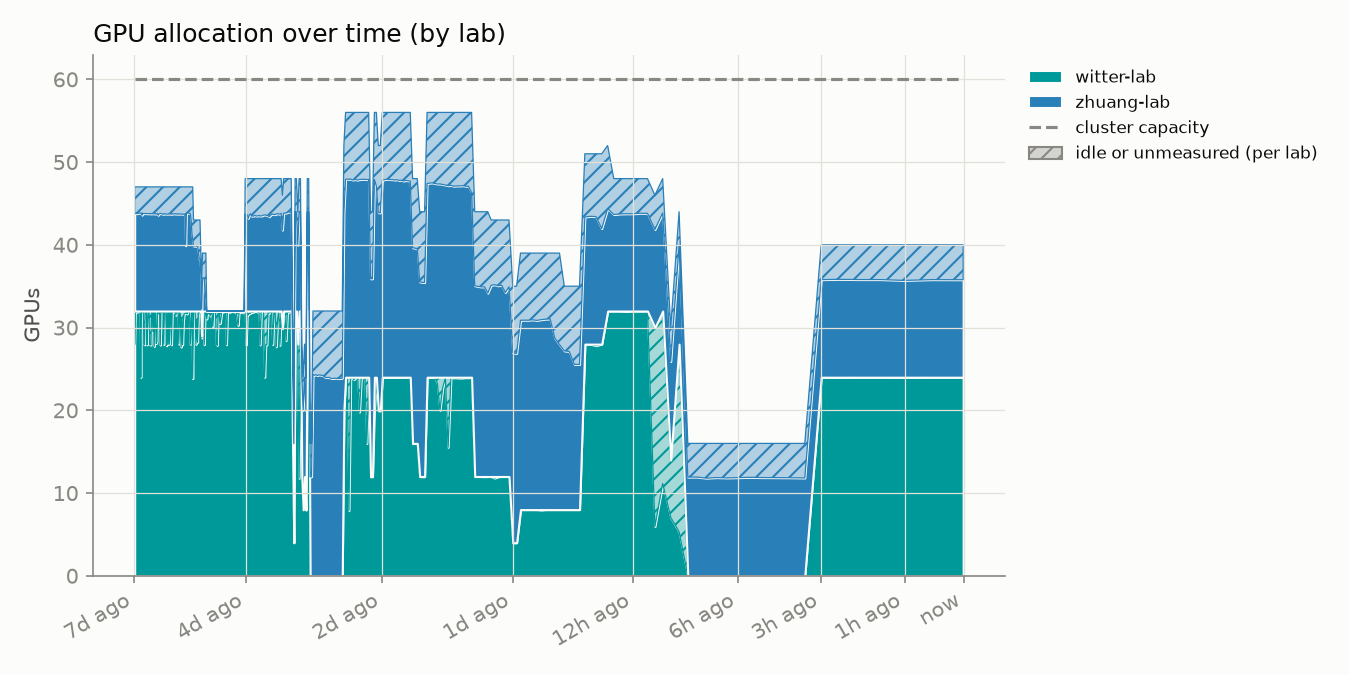 GPU allocation over time (by lab)
GPUs
60
50
40
30
20
10
0
7d ago
4d ago
2d ago
1d ago
12h ago
6h ago
3h ago
1h ago
now
witter-lab
zhuang-lab
cluster capacity
idle or unmeasured (per lab)